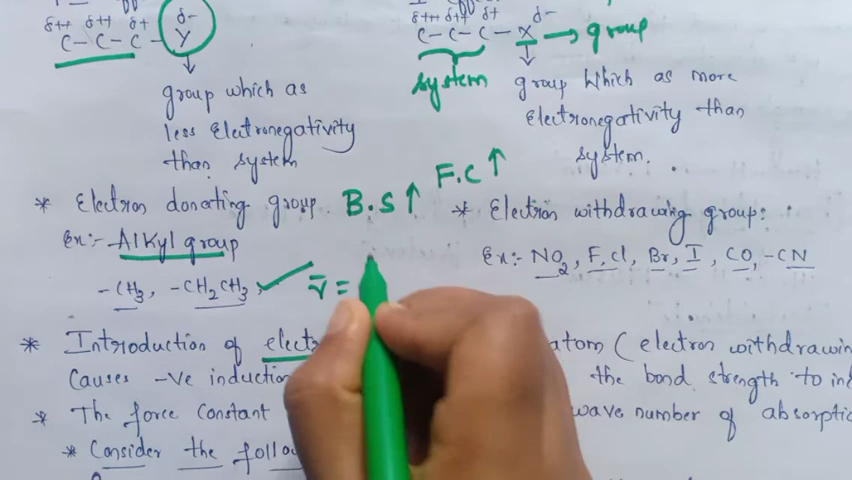 δ++ δ++ δ+ δ-
C - C - C - Y
group which as
less Electronegativity
than system
δ++ δ++ δ+ δ-
C - C - C - X → group
system
group Which as more
Electronegativity than
system.
* Electron donating group.
Ex:- Alkyl group
-CH3, -CH2CH3,
B.S ↑
F.C ↑
ν̄ =
* Electron withdrawing group:
Ex:- NO2, F, Cl, Br, I, CO, -CN
* Introduction of atom (electron withdrawin
Causes -Ve induction the bond strength to in
* The force Constant wave number of absorptio
* Consider the